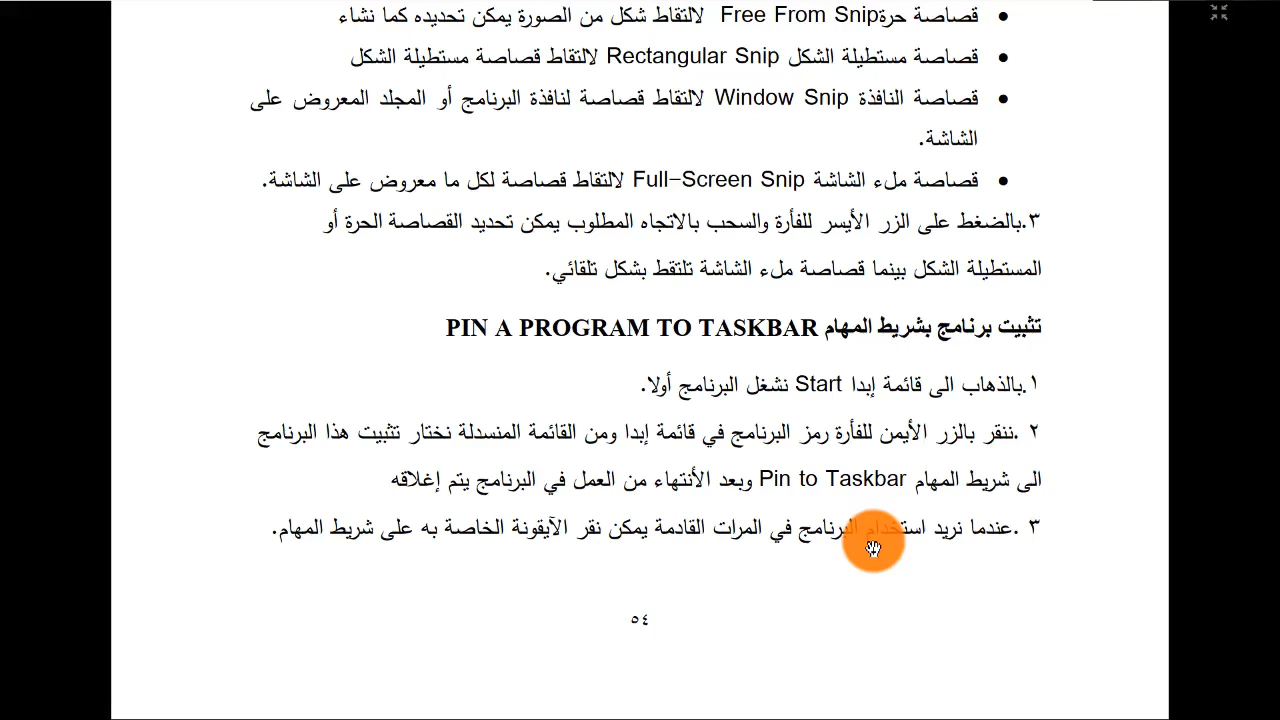 • قصاصة حرةFree From Snip لالتقاط شكل من الصورة يمكن تحديده كما نشاء
• قصاصة مستطيلة الشكل Rectangular Snip لالتقاط قصاصة مستطيلة الشكل
• قصاصة النافذة Window Snip لالتقاط قصاصة لنافذة البرنامج أو المجلد المعروض على
الشاشة.
• قصاصة ملء الشاشة Full-Screen Snip لالتقاط قصاصة لكل ما معروض على الشاشة.
٣.بالضغط على الزر الأيسر للفأرة والسحب بالاتجاه المطلوب يمكن تحديد القصاصة الحرة أو
المستطيلة الشكل بينما قصاصة ملء الشاشة تلتقط بشكل تلقائي.
تثبيت برنامج بشريط المهام PIN A PROGRAM TO TASKBAR
١.بالذهاب الى قائمة إبدا Start نشغل البرنامج أولا.
٢ .ننقر بالزر الأيمن للفأرة رمز البرنامج في قائمة إبدا ومن القائمة المنسدلة نختار تثبيت هذا البرنامج
الى شريط المهام Pin to Taskbar وبعد الأنتهاء من العمل في البرنامج يتم إغلاقه
٣ .عندما نريد استخدام البرنامج في المرات القادمة يمكن نقر الآيقونة الخاصة به على شريط المهام.
٥٤